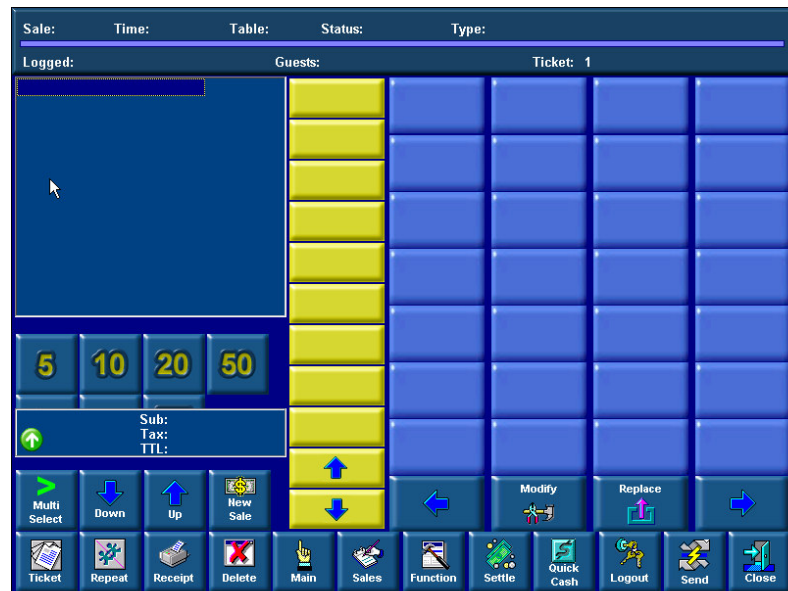 Sale: Time: Table: Status: Type:
Logged: Guests: Ticket: 1
5 10 20 50
Sub:
Tax:
TTL:
Multi Select
Down
Up
New Sale
Modify
Replace
Ticket
Repeat
Receipt
Delete
Main
Sales
Function
Settle
Quick Cash
Logout
Send
Close